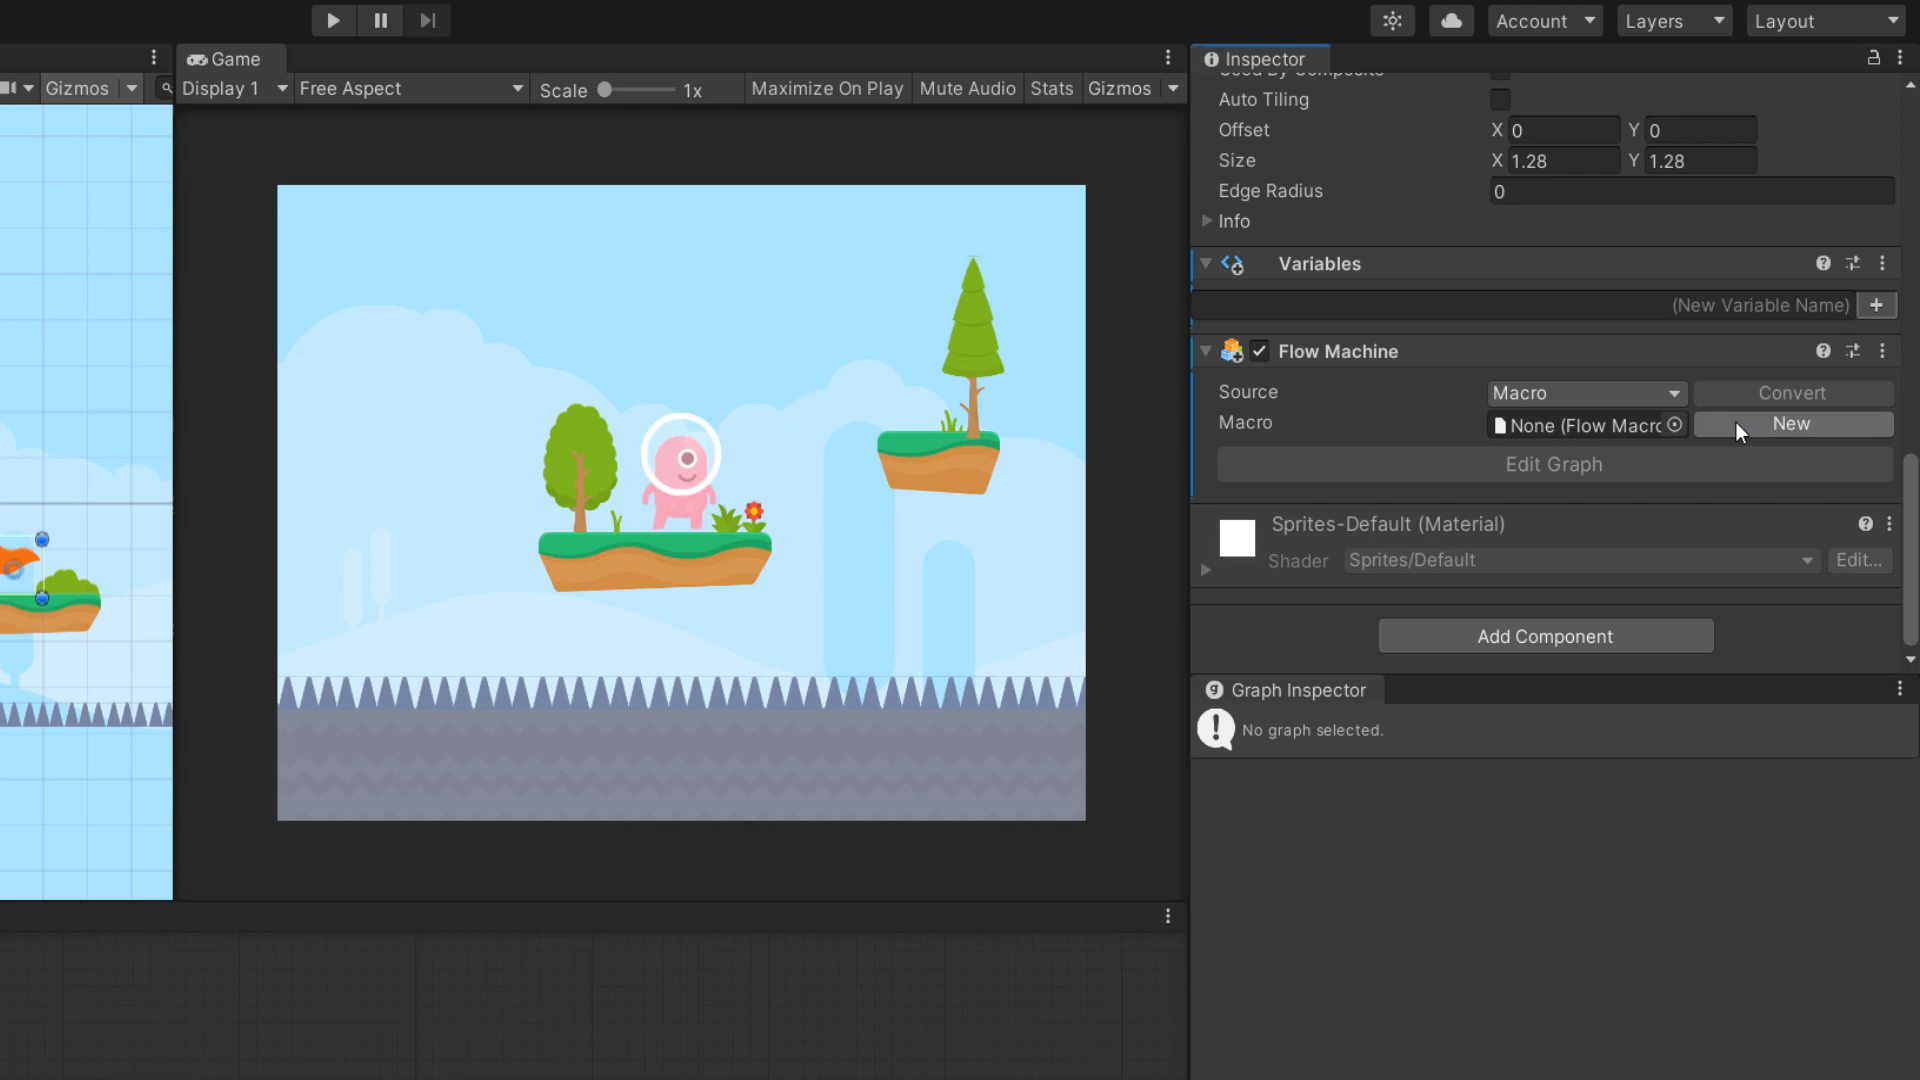 Account
Layers
Layout
Game
Inspector
Gizmos
Display 1
Free Aspect
Scale
1x
Maximize On Play
Mute Audio
Stats
Gizmos
Used By Composite
Auto Tiling
Offset
X 0
Y 0
Size
X 1.28
Y 1.28
Edge Radius
0
Info
Variables
(New Variable Name)
+
Flow Machine
Source
Macro
Convert
Macro
None (Flow Macro
New
Edit Graph
Sprites-Default (Material)
Shader
Sprites/Default
Edit...
Add Component
Graph Inspector
No graph selected.